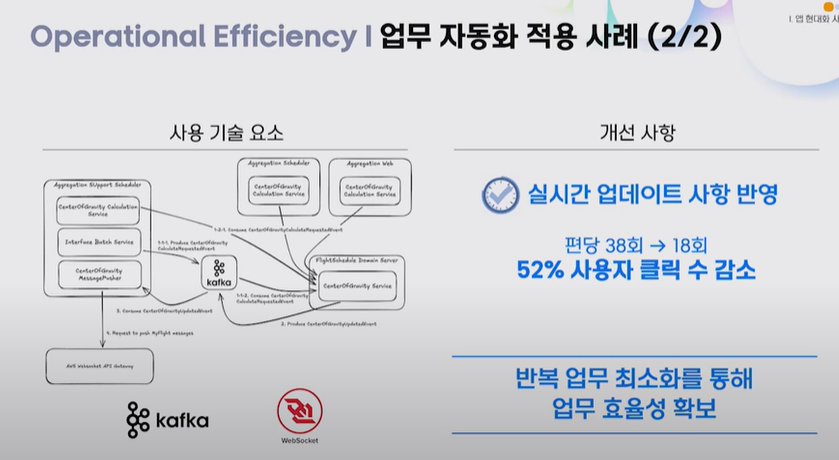 I. 앱 현대화 사
Operational Efficiency I 업무 자동화 적용 사례 (2/2)
사용 기술 요소
Aggregation SUpport Scheduler
CenterOfGravity Calculation
Service
Interface Batch Service
CenterOfGravity
MessagePusher
Aggregation Scheduler
CenterOfGravity
Calculation Service
Aggregation Web
CenterOfGravity
Calculation Service
1-2-1. Consume CenterOfGravityCalculateRequestedEvent
1-1-1. Produce CenterOfGravity
CalculateRequestedEvent
kafka
FlightSchedule Domain Server
CenterOfGravity Service
1-1-2. Consume CenterOfGravity
CalculateRequestedEvent
2. Produce CenterOfGravityUpdatedEvent
3. Consume CenterOfGravityUpdatedEvent
4. Request to push MyFlight messages
AWS Websocket API Gateway
kafka
WebSocket
개선 사항
실시간 업데이트 사항 반영
편당 38회 → 18회
52% 사용자 클릭 수 감소
반복 업무 최소화를 통해
업무 효율성 확보